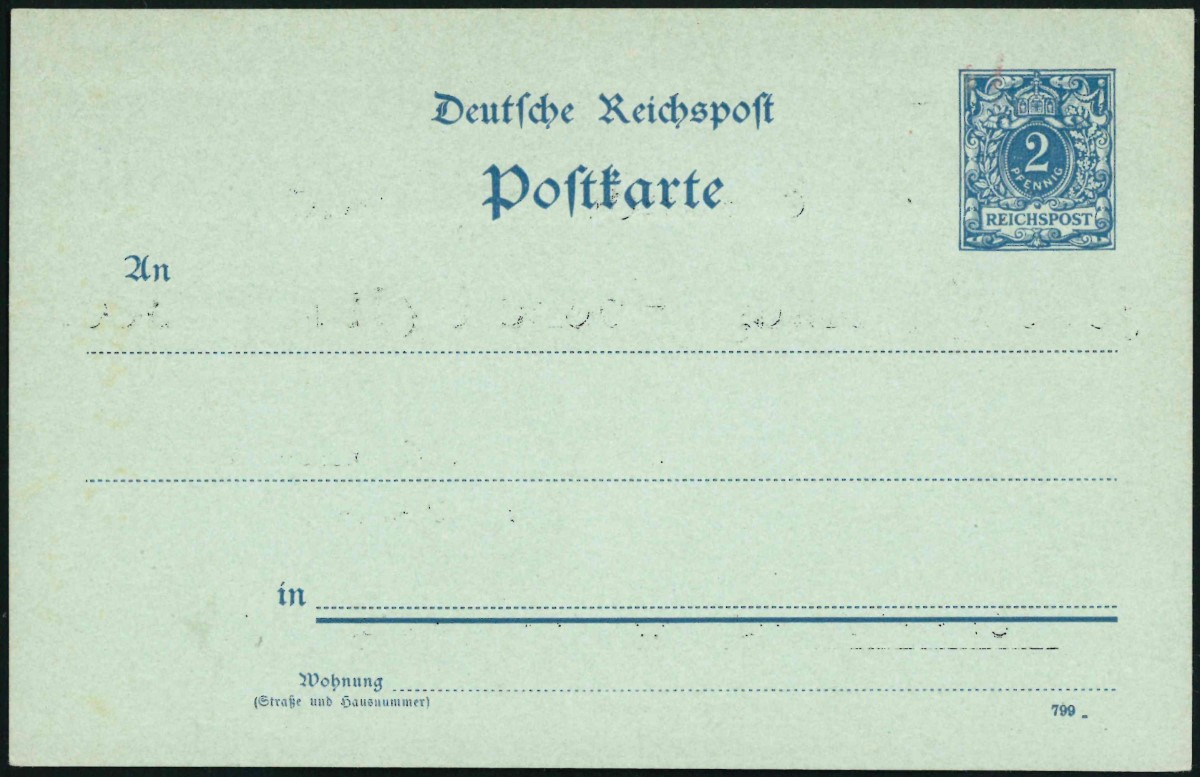 Deutſche Reichspoſt
Poſtkarte
2
PFENNIG
REICHSPOST
An
in
Wohnung
(Straße und Hausnummer)
799